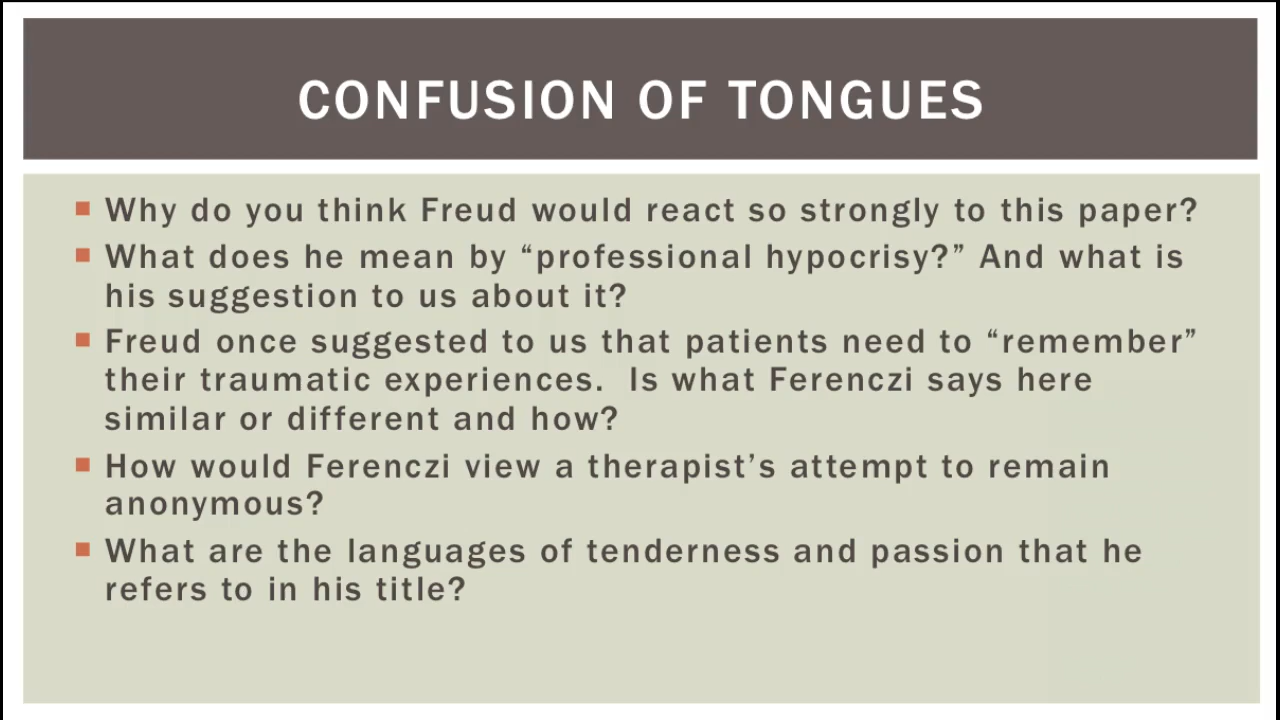 CONFUSION OF TONGUES
▪ Why do you think Freud would react so strongly to this paper?
▪ What does he mean by “professional hypocrisy?” And what is
his suggestion to us about it?
▪ Freud once suggested to us that patients need to “remember”
their traumatic experiences.  Is what Ferenczi says here
similar or different and how?
▪ How would Ferenczi view a therapist’s attempt to remain
anonymous?
▪ What are the languages of tenderness and passion that he
refers to in his title?